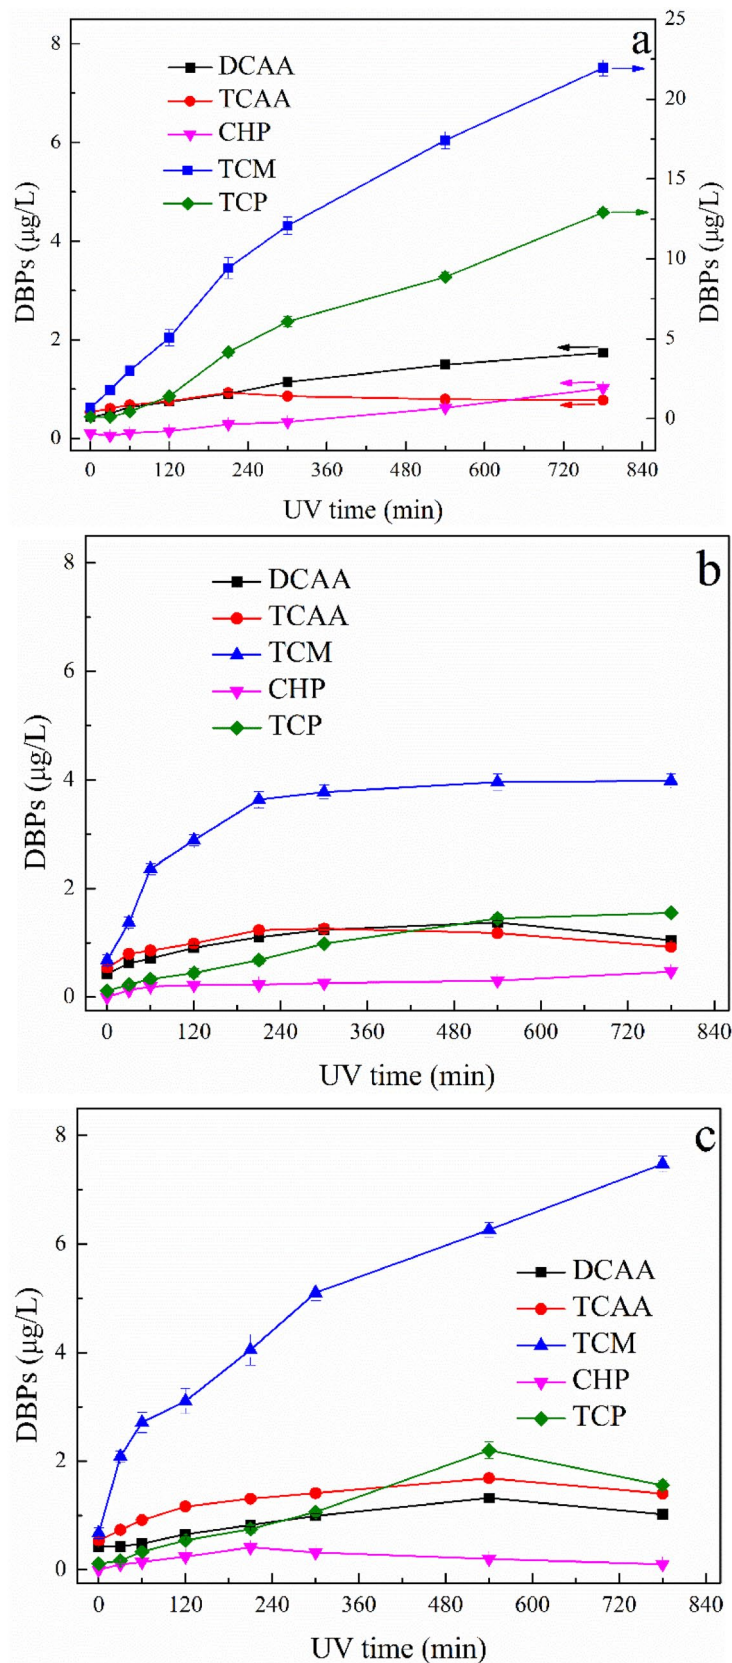 a
DCAA
TCAA
CHP
TCM
TCP
8
6
4
2
0
25
20
15
10
5
0
DBPs (μg/L)
DBPs (μg/L)
0 120 240 360 480 600 720 840
UV time (min)
b
DCAA
TCAA
TCM
CHP
TCP
8
6
4
2
0
DBPs (μg/L)
0 120 240 360 480 600 720 840
UV time (min)
c
DCAA
TCAA
TCM
CHP
TCP
8
6
4
2
0
DBPs (μg/L)
0 120 240 360 480 600 720 840
UV time (min)